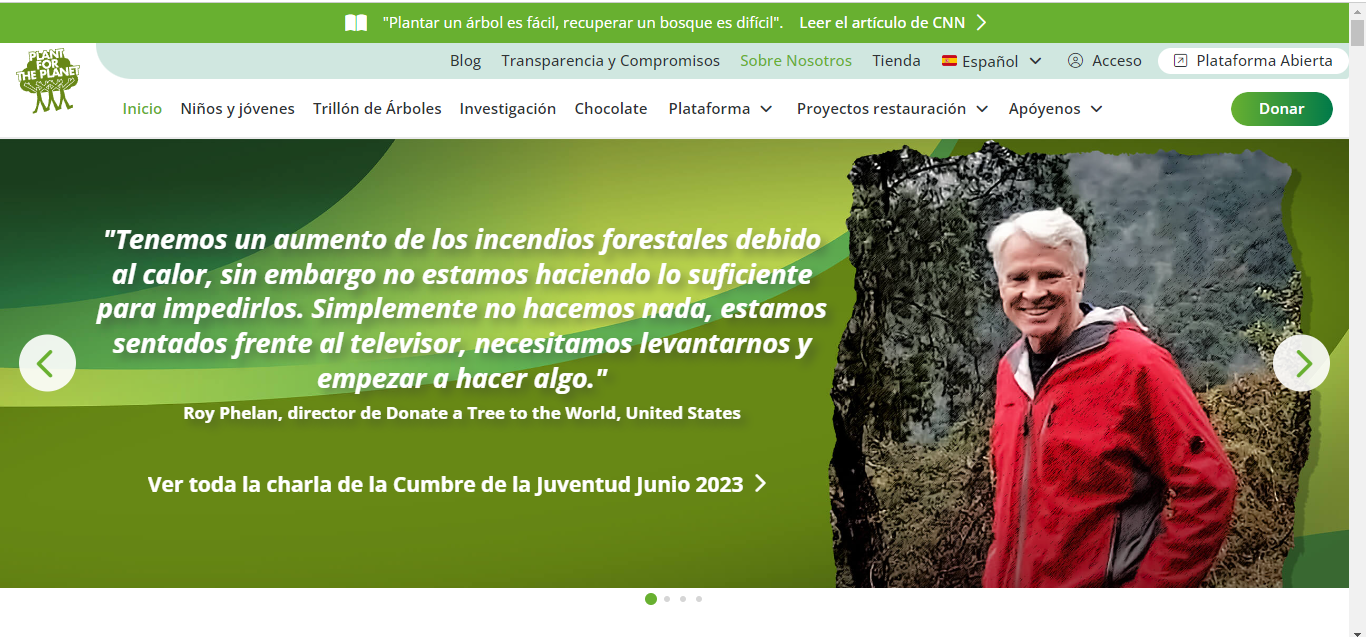 "Plantar un árbol es fácil, recuperar un bosque es difícil". Leer el artículo de CNN
PLANT
FOR
THE PLANET
Blog Transparencia y Compromisos Sobre Nosotros Tienda Español Acceso Plataforma Abierta
Inicio Niños y jóvenes Trillón de Árboles Investigación Chocolate Plataforma Proyectos restauración Apóyenos Donar
"Tenemos un aumento de los incendios forestales debido
al calor, sin embargo no estamos haciendo lo suficiente
para impedirlos. Simplemente no hacemos nada, estamos
sentados frente al televisor, necesitamos levantarnos y
empezar a hacer algo."
Roy Phelan, director de Donate a Tree to the World, United States
Ver toda la charla de la Cumbre de la Juventud Junio 2023